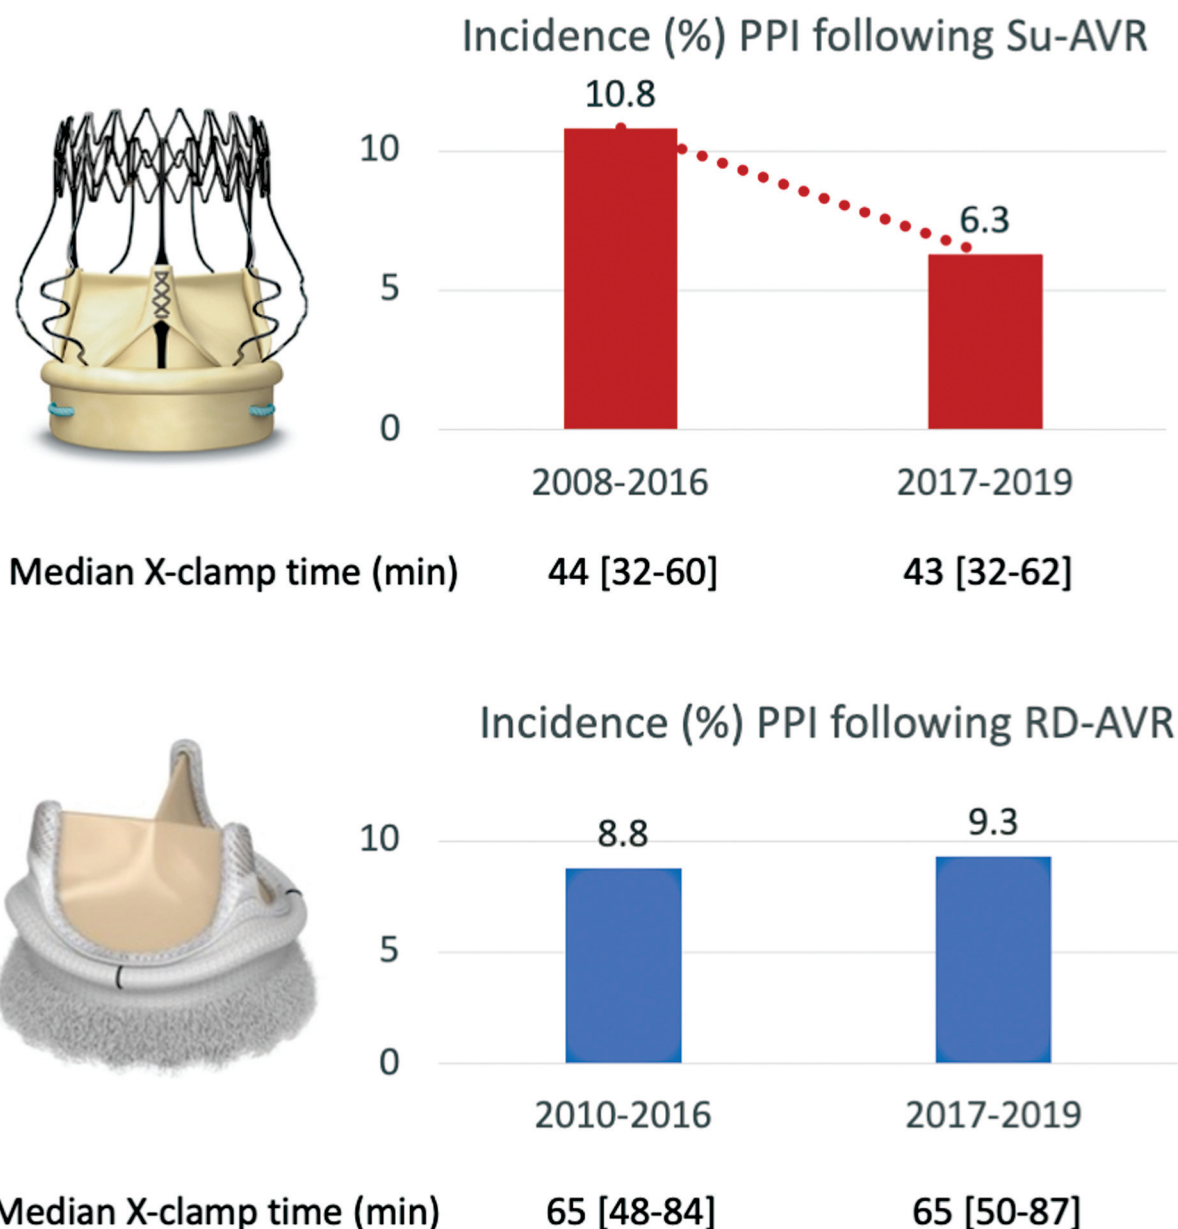 Incidence (%) PPI following Su-AVR
10.8
10
6.3
5
0
2008-2016 2017-2019
Median X-clamp time (min) 44 [32-60] 43 [32-62]
Incidence (%) PPI following RD-AVR
9.3
10 8.8
5
0
2010-2016 2017-2019
Median X-clamp time (min) 65 [48-84] 65 [50-87]